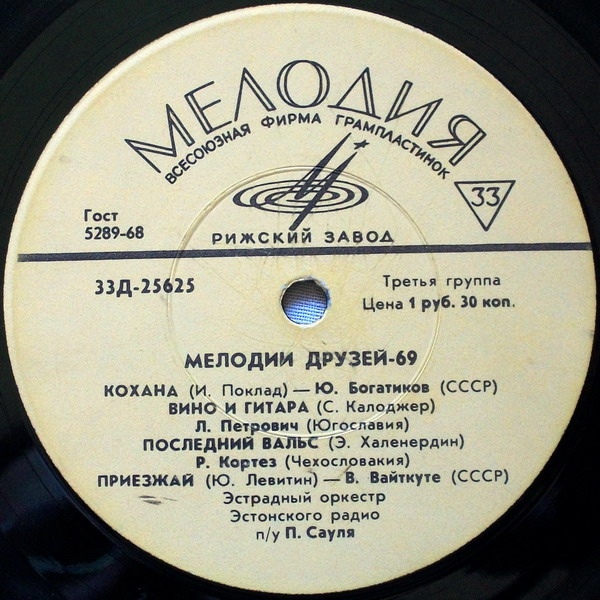 МЕЛОДИЯ
ВСЕСОЮЗНАЯ ФИРМА ГРАМПЛАСТИНОК
33
Гост
5289-68
РИЖСКИЙ ЗАВОД
33Д-25625
Третья группа
Цена 1 руб. 30 коп.
МЕЛОДИИ ДРУЗЕЙ-69
КОХАНА (И. Поклад) — Ю. Богатиков (СССР)
ВИНО И ГИТАРА (С. Калоджер)
Л. Петрович (Югославия)
ПОСЛЕДНИЙ ВАЛЬС (Э. Халенердин)
Р. Кортез (Чехословакия)
ПРИЕЗЖАЙ (Ю. Левитин) — В. Вайткуте (СССР)
Эстрадный оркестр
Эстонского радио
п/у П. Сауля